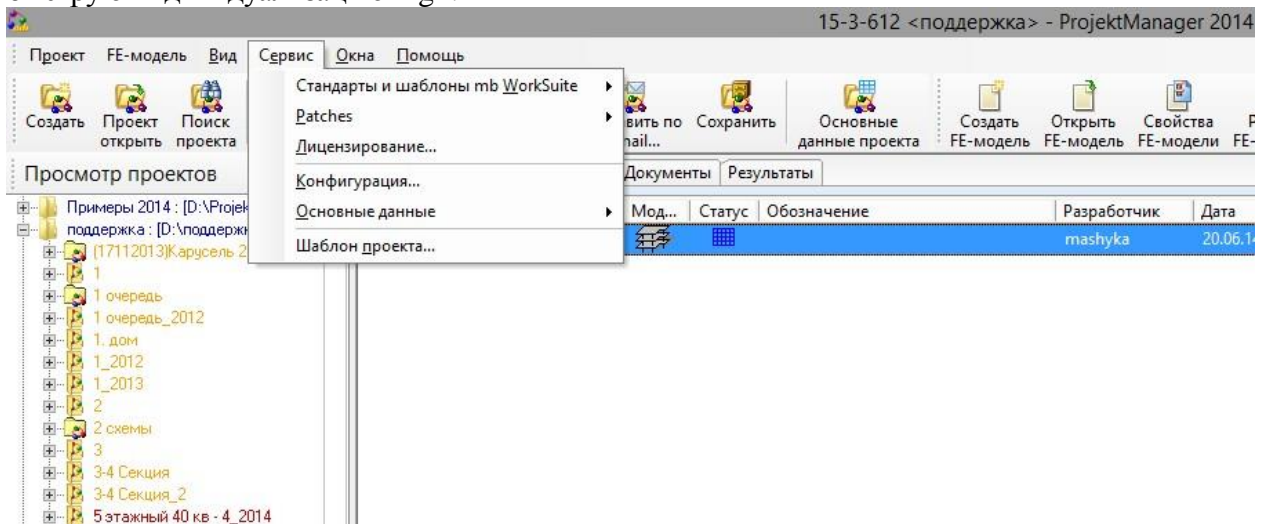 15-3-612 <поддержка> - ProjektManager 2014
Проект FE-модель Вид Сервис Окна Помощь
Стандарты и шаблоны mb WorkSuite
Patches
Лицензирование...
Конфигурация...
Основные данные
Шаблон проекта...
Создать
Проект открыть
Поиск проекта
по
Сохранить
Основные данные проекта
Создать FE-модель
Открыть FE-модель
Свойства FE-модели
Просмотр проектов
Документы Результаты
Мод... Статус Обозначение Разработчик Дата
mashyka 20.06.14
Примеры 2014 : [D:\Projek
поддержка : [D:\поддержк
(17112013)Карусель 2
1
1 очередь
1 очередь_2012
1. дом
1_2012
1_2013
2
2 схемы
3
3-4 Секция
3-4 Секция_2
5 этажный 40 кв - 4_2014